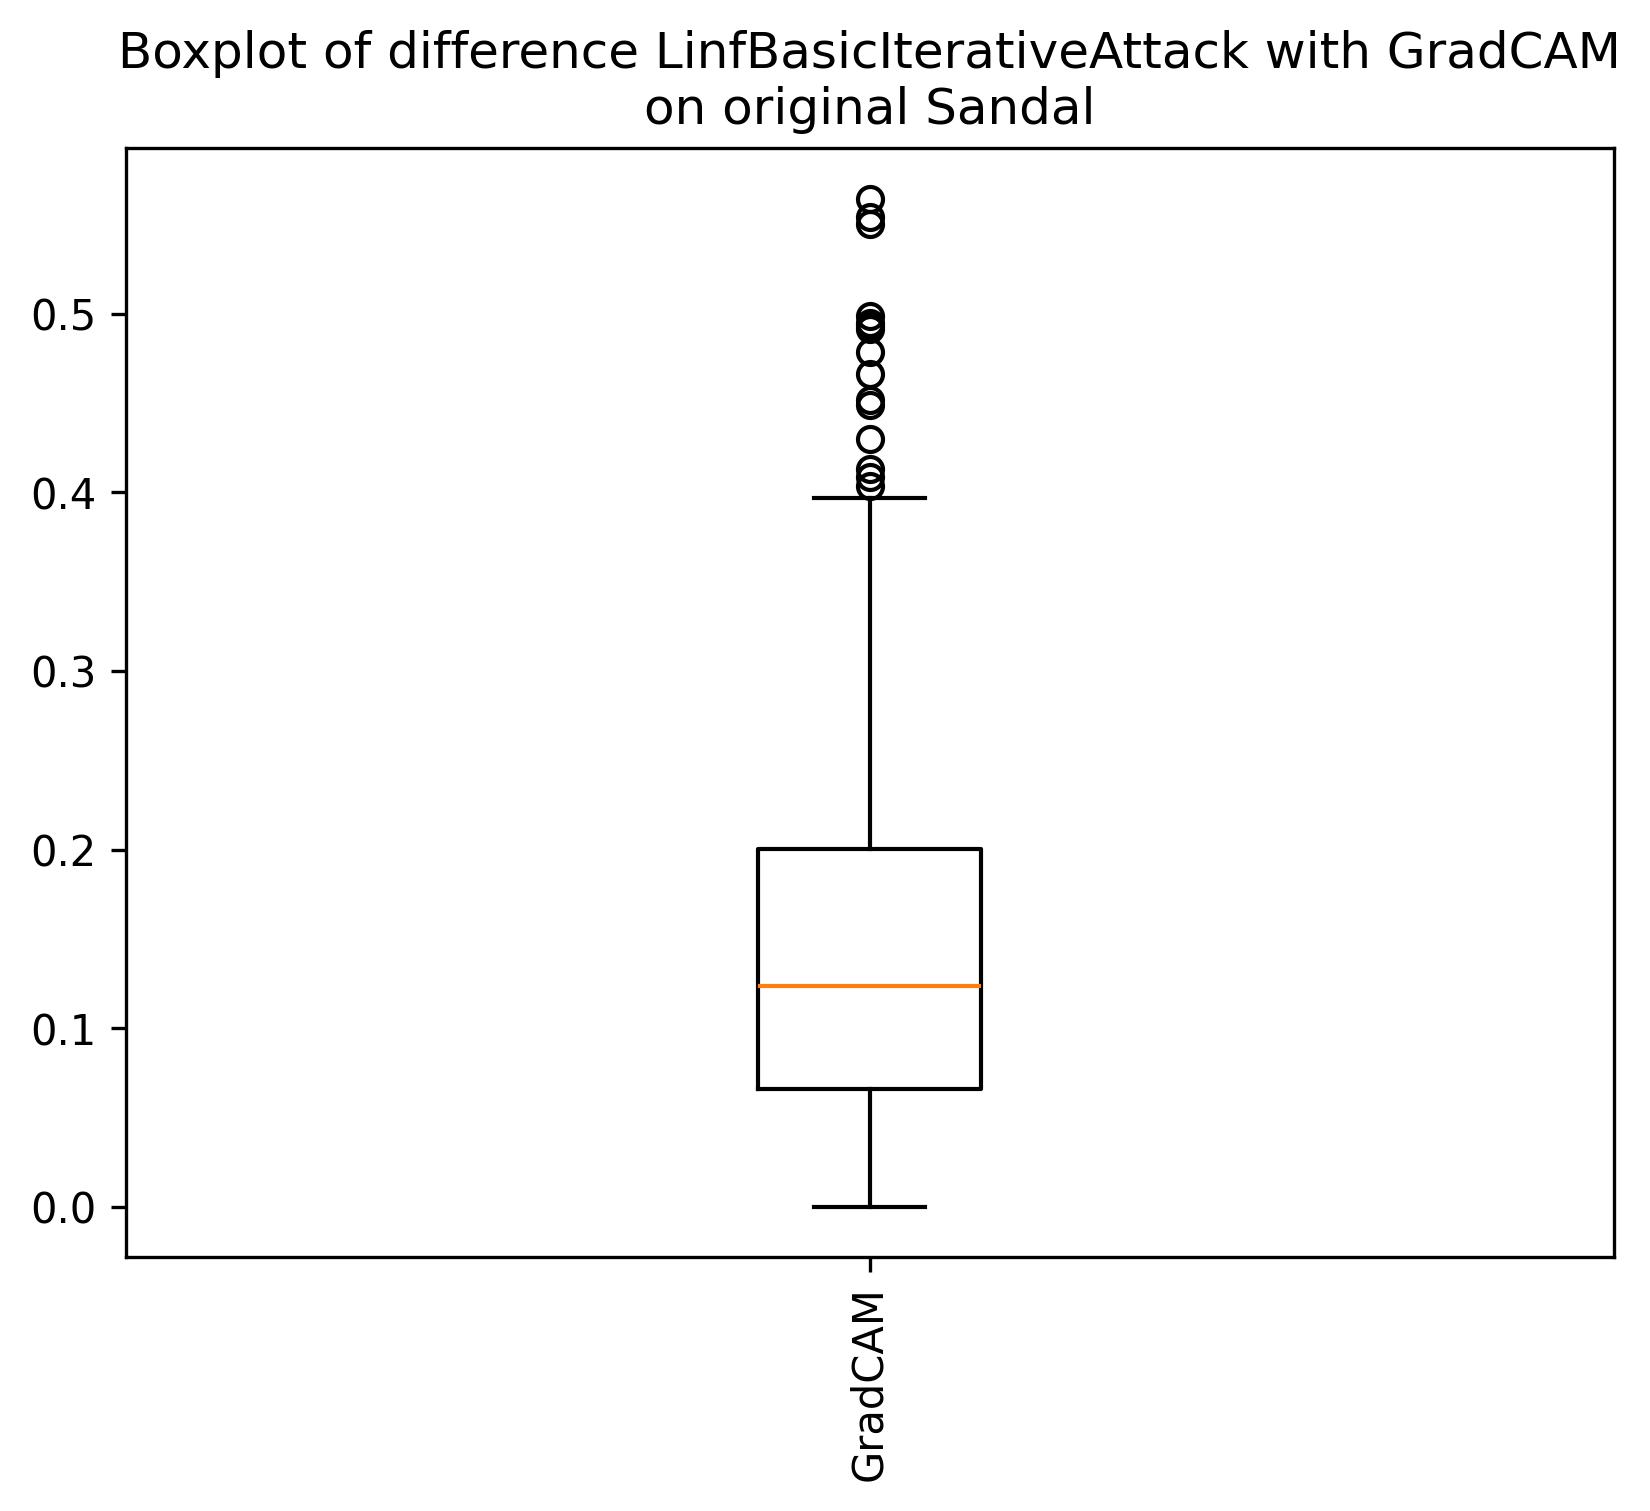 Boxplot of difference LinfBasicIterativeAttack with GradCAM
on original Sandal
0.5
0.4
0.3
0.2
0.1
0.0
GradCAM